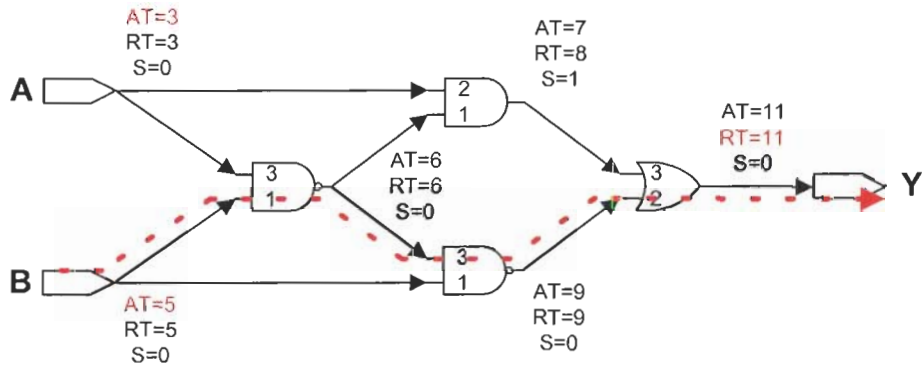 AT=3
RT=3
S=0
A
AT=7
RT=8
S=1
2
1
AT=11
RT=11
S=0
Y
3
1
AT=6
RT=6
S=0
3
2
3
1
B
AT=5
RT=5
S=0
AT=9
RT=9
S=0